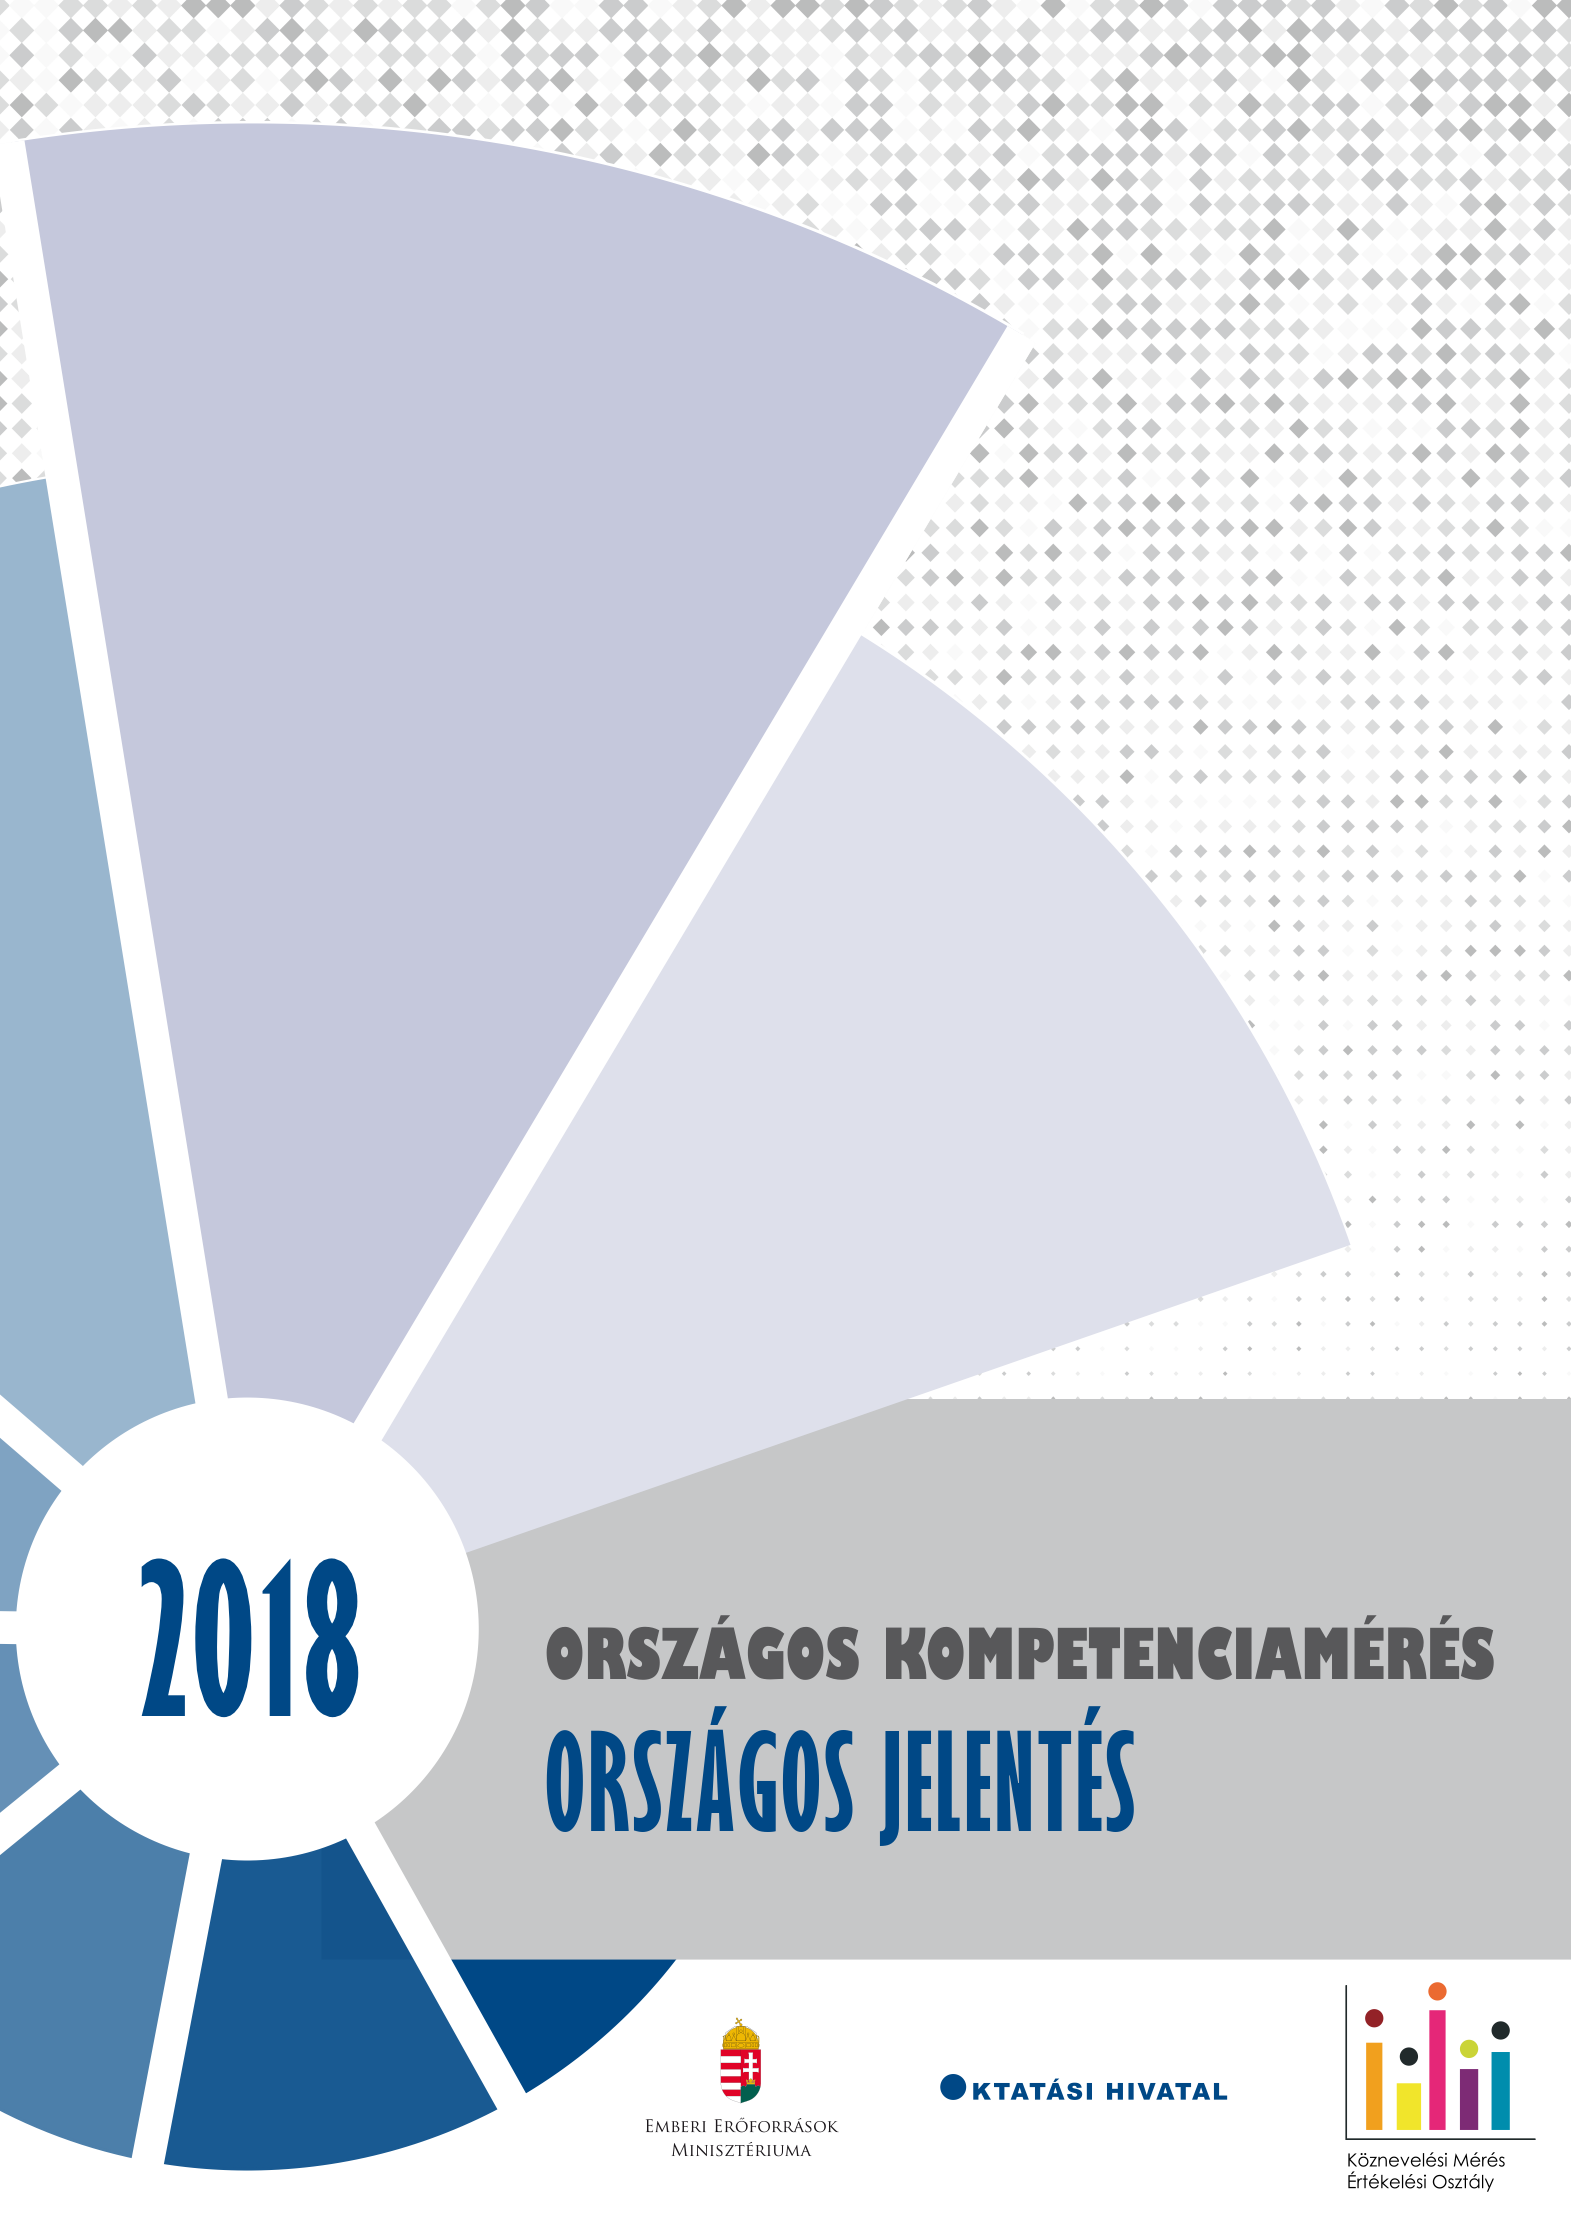 2018
ORSZÁGOS KOMPETENCIAMÉRÉS
ORSZÁGOS JELENTÉS
EMBERI ERŐFORRÁSOK
MINISZTÉRIUMA
OKTATÁSI HIVATAL
Köznevelési Mérés
Értékelési Osztály